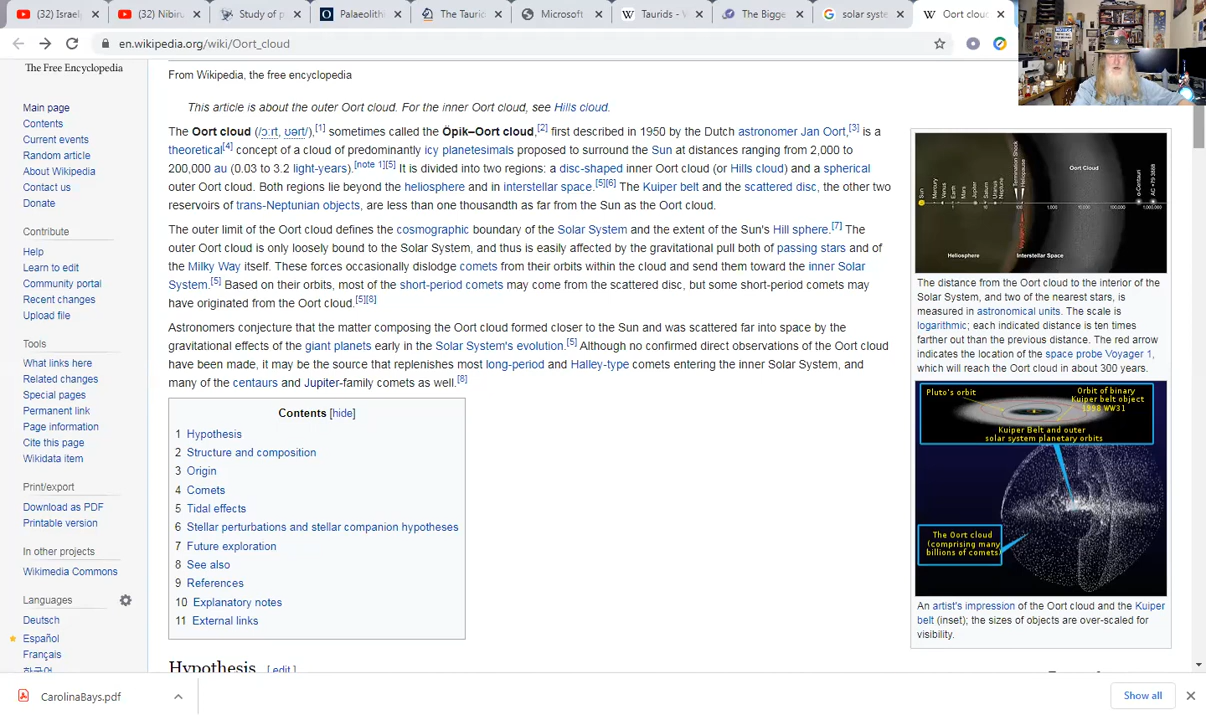 (32) Israel
(32) Nibiru
Study of p
Palaeolith
The Taurid
Microsoft
Taurids - W
The Bigge
solar syste
Oort clou
en.wikipedia.org/wiki/Oort_cloud
The Free Encyclopedia
Main page
Contents
Current events
Random article
About Wikipedia
Contact us
Donate
Contribute
Help
Learn to edit
Community portal
Recent changes
Upload file
Tools
What links here
Related changes
Special pages
Permanent link
Page information
Cite this page
Wikidata item
Print/export
Download as PDF
Printable version
In other projects
Wikimedia Commons
Languages
Deutsch
Español
Français
From Wikipedia, the free encyclopedia
This article is about the outer Oort cloud. For the inner Oort cloud, see Hills cloud.
The Oort cloud (/ɔːrt, ʊərt/),[1] sometimes called the Öpik–Oort cloud,[2] first described in 1950 by the Dutch astronomer Jan Oort,[3] is a
theoretical[4] concept of a cloud of predominantly icy planetesimals proposed to surround the Sun at distances ranging from 2,000 to
200,000 au (0.03 to 3.2 light-years).[note 1][5] It is divided into two regions: a disc-shaped inner Oort cloud (or Hills cloud) and a spherical
outer Oort cloud. Both regions lie beyond the heliosphere and in interstellar space.[5][6] The Kuiper belt and the scattered disc, the other two
reservoirs of trans-Neptunian objects, are less than one thousandth as far from the Sun as the Oort cloud.
The outer limit of the Oort cloud defines the cosmographic boundary of the Solar System and the extent of the Sun's Hill sphere.[7] The
outer Oort cloud is only loosely bound to the Solar System, and thus is easily affected by the gravitational pull both of passing stars and of
the Milky Way itself. These forces occasionally dislodge comets from their orbits within the cloud and send them toward the inner Solar
System.[5] Based on their orbits, most of the short-period comets may come from the scattered disc, but some short-period comets may
have originated from the Oort cloud.[5][8]
Astronomers conjecture that the matter composing the Oort cloud formed closer to the Sun and was scattered far into space by the
gravitational effects of the giant planets early in the Solar System's evolution.[5] Although no confirmed direct observations of the Oort cloud
have been made, it may be the source that replenishes most long-period and Halley-type comets entering the inner Solar System, and
many of the centaurs and Jupiter-family comets as well.[8]
Contents [hide]
1 Hypothesis
2 Structure and composition
3 Origin
4 Comets
5 Tidal effects
6 Stellar perturbations and stellar companion hypotheses
7 Future exploration
8 See also
9 References
10 Explanatory notes
11 External links
Hypothesis [edit]
Sun
Mercury
Venus
Earth
Mars
Jupiter
Saturn
Uranus
Neptune
Termination Shock
Heliopause
Oort Cloud
α-Centauri
AC +79 3888
Heliosphere
Interstellar Space
The distance from the Oort cloud to the interior of the
Solar System, and two of the nearest stars, is
measured in astronomical units. The scale is
logarithmic; each indicated distance is ten times
farther out than the previous distance. The red arrow
indicates the location of the space probe Voyager 1,
which will reach the Oort cloud in about 300 years.
Pluto's orbit
Orbit of binary
Kuiper belt object
1998 WW31
Kuiper Belt and outer
solar system planetary orbits
The Oort cloud
(comprising many
billions of comets)
An artist's impression of the Oort cloud and the Kuiper
belt (inset); the sizes of objects are over-scaled for
visibility.
CarolinaBays.pdf
Show all